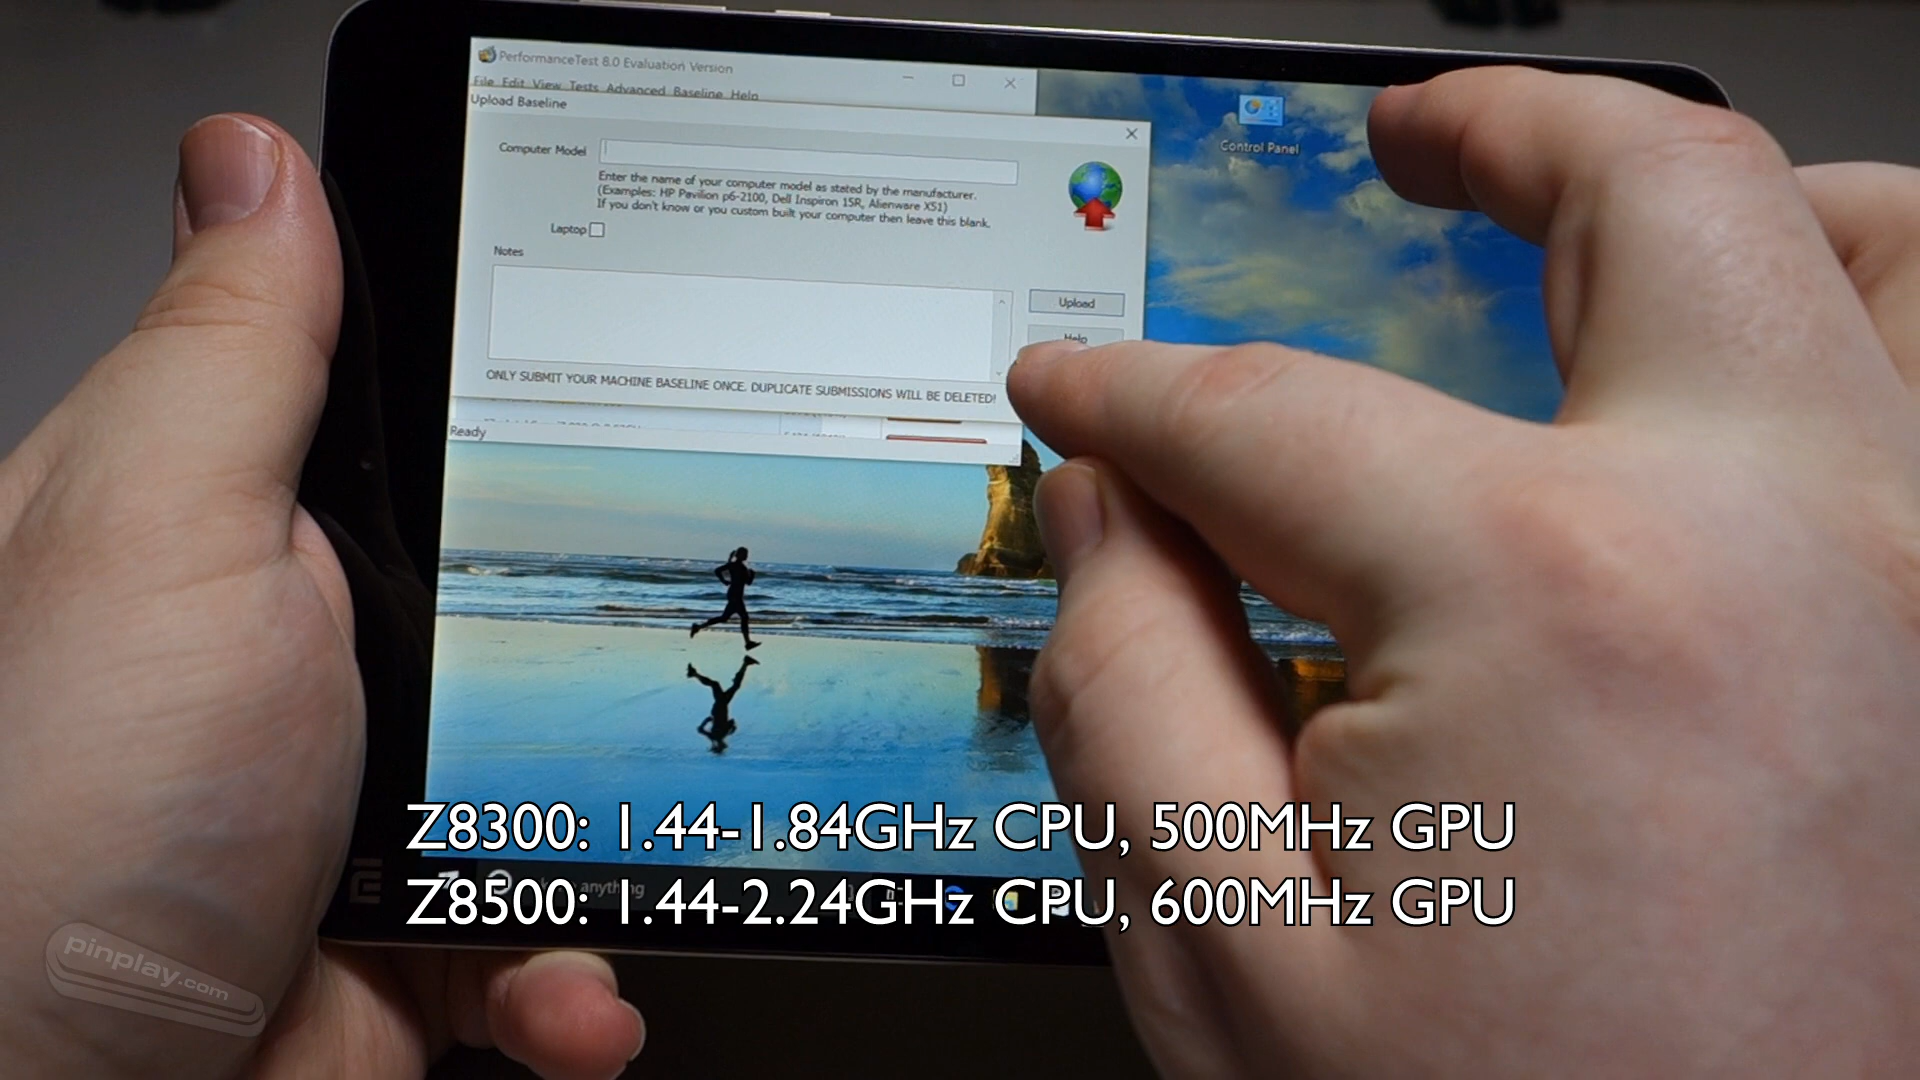 PerformanceTest 8.0 Evaluation Version
File Edit View Tests Advanced Baseline Help
Upload Baseline
Computer Model
Enter the name of your computer model as stated by the manufacturer.
(Examples: HP Pavilion p6-2100, Dell Inspiron 15R, Alienware X51)
If you don't know or you custom built your computer then leave this blank.
Laptop
Notes
Upload
Help
ONLY SUBMIT YOUR MACHINE BASELINE ONCE. DUPLICATE SUBMISSIONS WILL BE DELETED!
Ready
Control Panel
Z8300: 1.44-1.84GHz CPU, 500MHz GPU
anything
Z8500: 1.44-2.24GHz CPU, 600MHz GPU
pinplay.com